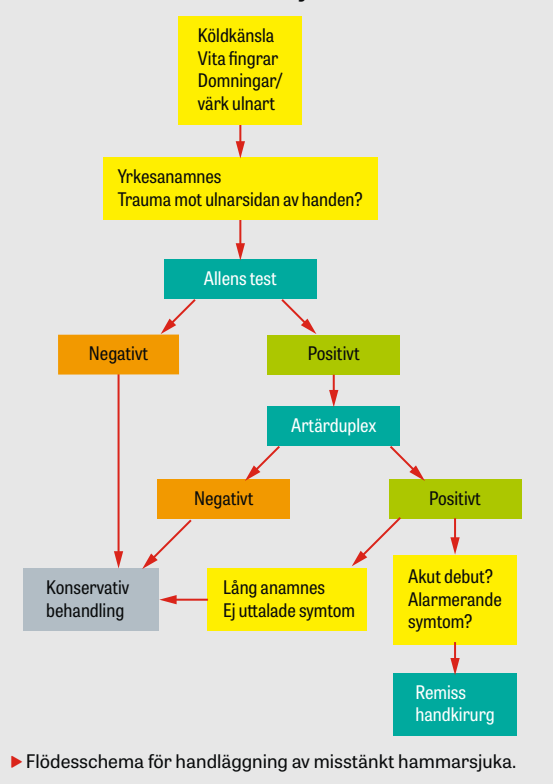 Köldkänsla
Vita fingrar
Domningar/
värk ulnart
Yrkesanamnes
Trauma mot ulnarsidan av handen?
Allens test
Negativt
Positivt
Artärduplex
Negativt
Positivt
Konservativ
behandling
Lång anamnes
Ej uttalade symtom
Akut debut?
Alarmerande
symtom?
Remiss
handkirurg
Flödesschema för handläggning av misstänkt hammarsjuka.